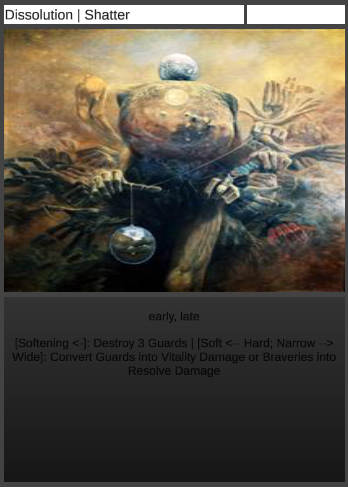 Dissolution | Shatter
early, late
[Softening <-]: Destroy 3 Guards | [Soft <-- Hard; Narrow -->
Wide]: Convert Guards into Vitality Damage or Braveries into
Resolve Damage